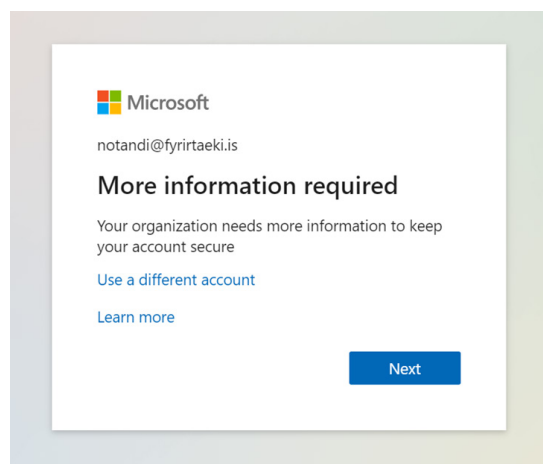 Microsoft
notandi@fyrirtaeki.is
More information required
Your organization needs more information to keep
your account secure
Use a different account
Learn more
Next